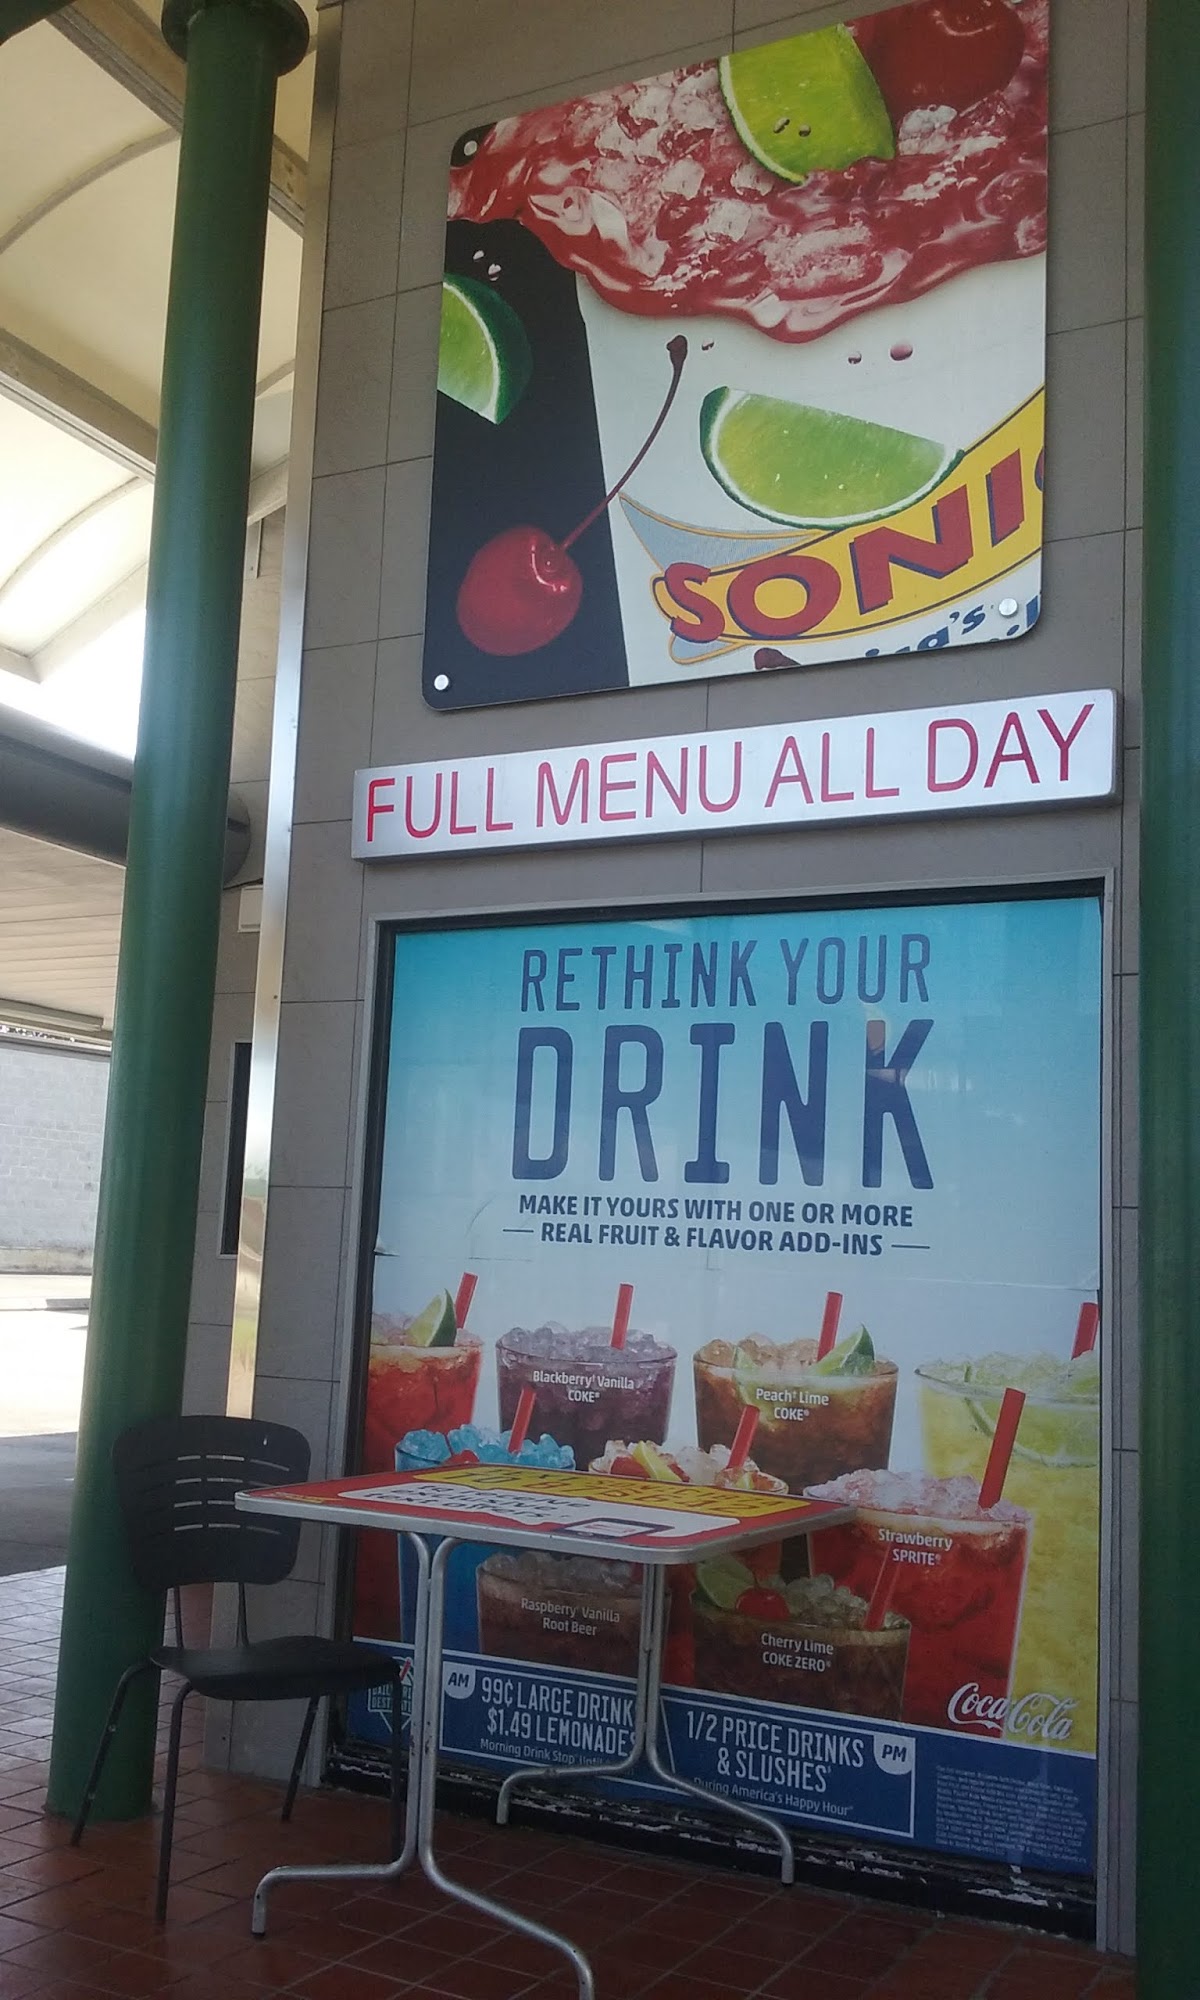 SONIC
FULL MENU ALL DAY
RETHINK YOUR
DRINK
MAKE IT YOURS WITH ONE OR MORE
REAL FRUIT & FLAVOR ADD-INS
Blackberry† Vanilla
COKE®
Peach† Lime
COKE®
Strawberry
SPRITE®
Raspberry† Vanilla
Root Beer
Cherry Lime
COKE ZERO®
Coca-Cola
AM
99¢ LARGE DRINK
$1.49 LEMONADES
Morning Drink Stop
1/2 PRICE DRINKS
& SLUSHES
During America's Happy Hour®
PM